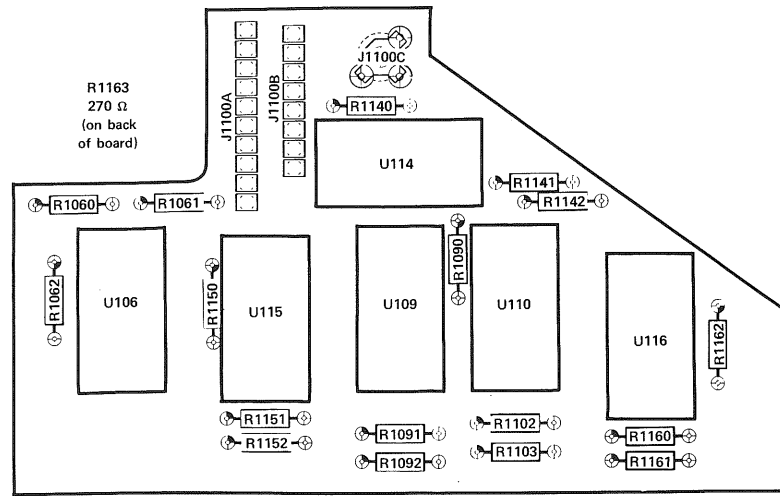 R1163
270 Ω
(on back
of board)
J1100A
J1100B
J1100C
R1140
U114
R1141
R1142
R1060
R1061
R1062
U106
R1150
U115
U109
R1090
U110
U116
R1162
R1151
R1152
R1091
R1092
R1102
R1103
R1160
R1161